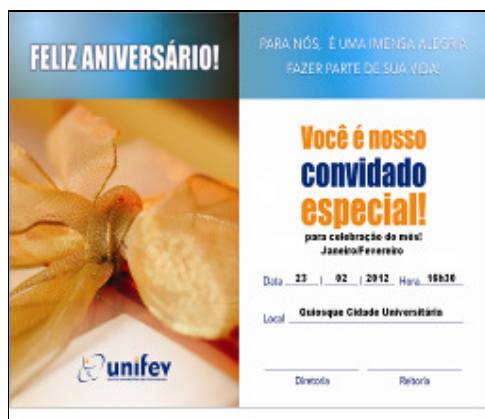 FELIZ ANIVERSÁRIO!
unifev
PARA NÓS, É UMA IMENSA ALEGRIA
FAZER PARTE DE SUA VIDA!
Você é nosso
convidado
especial!
para celebração do mês!
Janeiro/Fevereiro
Data 23 / 02 / 2012 Hora 16h30
Local Quiosque Cidade Universitária
Diretoria Reitoria